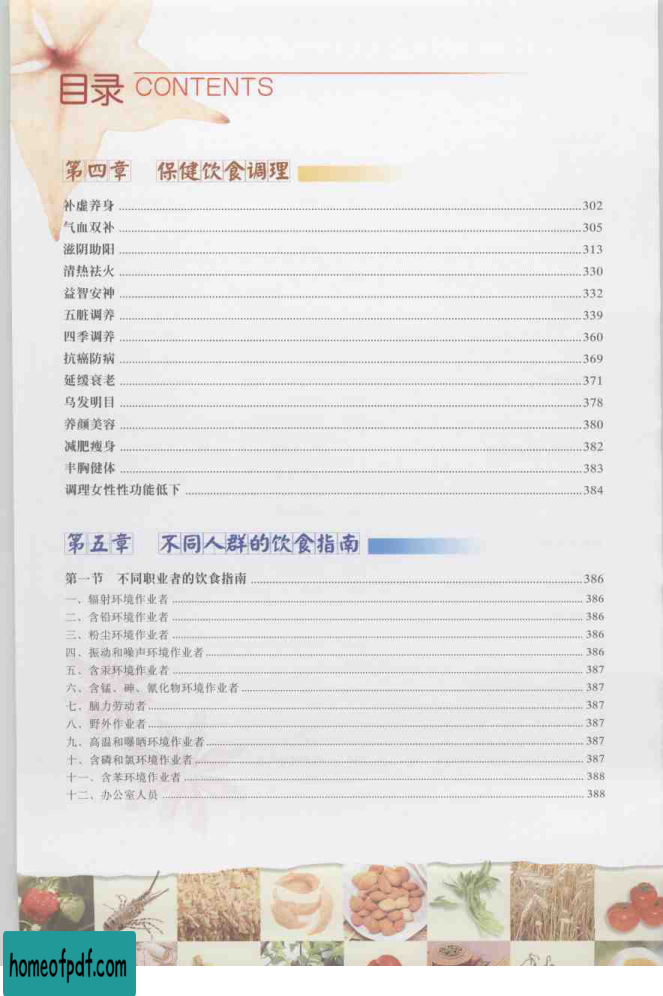 目录 CONTENTS
第四章 保健饮食调理
补虚养身 302
气血双补 305
滋阴助阳 313
清热祛火 330
益智安神 332
五脏调养 339
四季调养 360
抗癌防病 369
延缓衰老 371
乌发明目 378
养颜美容 380
减肥瘦身 382
丰胸健体 383
调理女性性功能低下 384
第五章 不同人群的饮食指南
第一节 不同职业者的饮食指南 386
一、辐射环境作业者 386
二、含铅环境作业者 386
三、粉尘环境作业者 386
四、振动和噪声环境作业者 386
五、含汞环境作业者 387
六、含锰、砷、氰化物环境作业者 387
七、脑力劳动者 387
八、野外作业者 387
九、高温和曝晒环境作业者 387
十、含磷和氯环境作业者 387
十一、含苯环境作业者 388
十二、办公室人员 388
homeofpdf.com